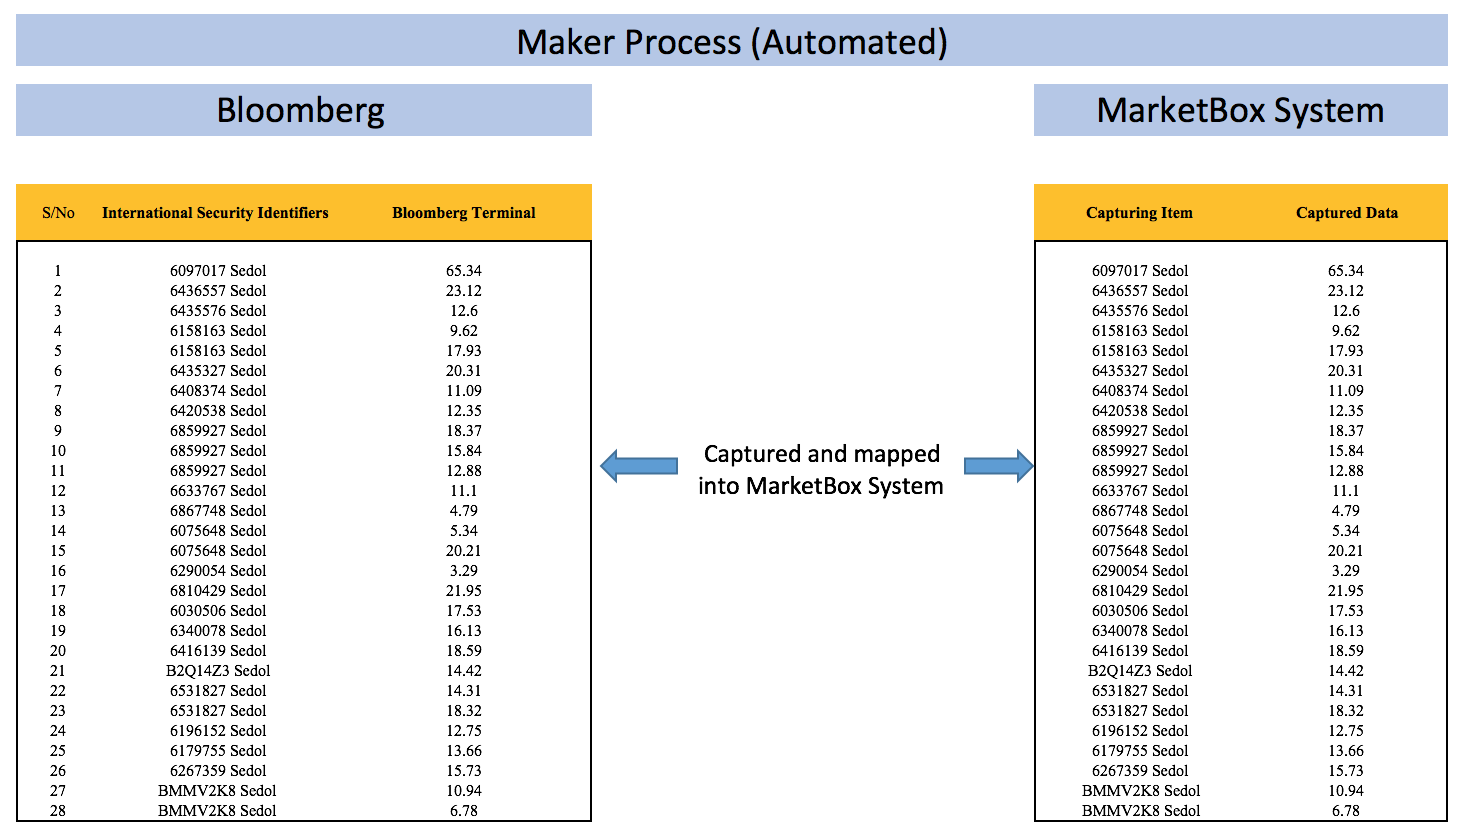 Maker Process (Automated)
Bloomberg
MarketBox System
S/No International Security Identifiers Bloomberg Terminal
1 6097017 Sedol 65.34
2 6436557 Sedol 23.12
3 6435576 Sedol 12.6
4 6158163 Sedol 9.62
5 6158163 Sedol 17.93
6 6435327 Sedol 20.31
7 6408374 Sedol 11.09
8 6420538 Sedol 12.35
9 6859927 Sedol 18.37
10 6859927 Sedol 15.84
11 6859927 Sedol 12.88
12 6633767 Sedol 11.1
13 6867748 Sedol 4.79
14 6075648 Sedol 5.34
15 6075648 Sedol 20.21
16 6290054 Sedol 3.29
17 6810429 Sedol 21.95
18 6030506 Sedol 17.53
19 6340078 Sedol 16.13
20 6416139 Sedol 18.59
21 B2Q14Z3 Sedol 14.42
22 6531827 Sedol 14.31
23 6531827 Sedol 18.32
24 6196152 Sedol 12.75
25 6179755 Sedol 13.66
26 6267359 Sedol 15.73
27 BMMV2K8 Sedol 10.94
28 BMMV2K8 Sedol 6.78
Captured and mapped
into MarketBox System
Capturing Item Captured Data
6097017 Sedol 65.34
6436557 Sedol 23.12
6435576 Sedol 12.6
6158163 Sedol 9.62
6158163 Sedol 17.93
6435327 Sedol 20.31
6408374 Sedol 11.09
6420538 Sedol 12.35
6859927 Sedol 18.37
6859927 Sedol 15.84
6859927 Sedol 12.88
6633767 Sedol 11.1
6867748 Sedol 4.79
6075648 Sedol 5.34
6075648 Sedol 20.21
6290054 Sedol 3.29
6810429 Sedol 21.95
6030506 Sedol 17.53
6340078 Sedol 16.13
6416139 Sedol 18.59
B2Q14Z3 Sedol 14.42
6531827 Sedol 14.31
6531827 Sedol 18.32
6196152 Sedol 12.75
6179755 Sedol 13.66
6267359 Sedol 15.73
BMMV2K8 Sedol 10.94
BMMV2K8 Sedol 6.78